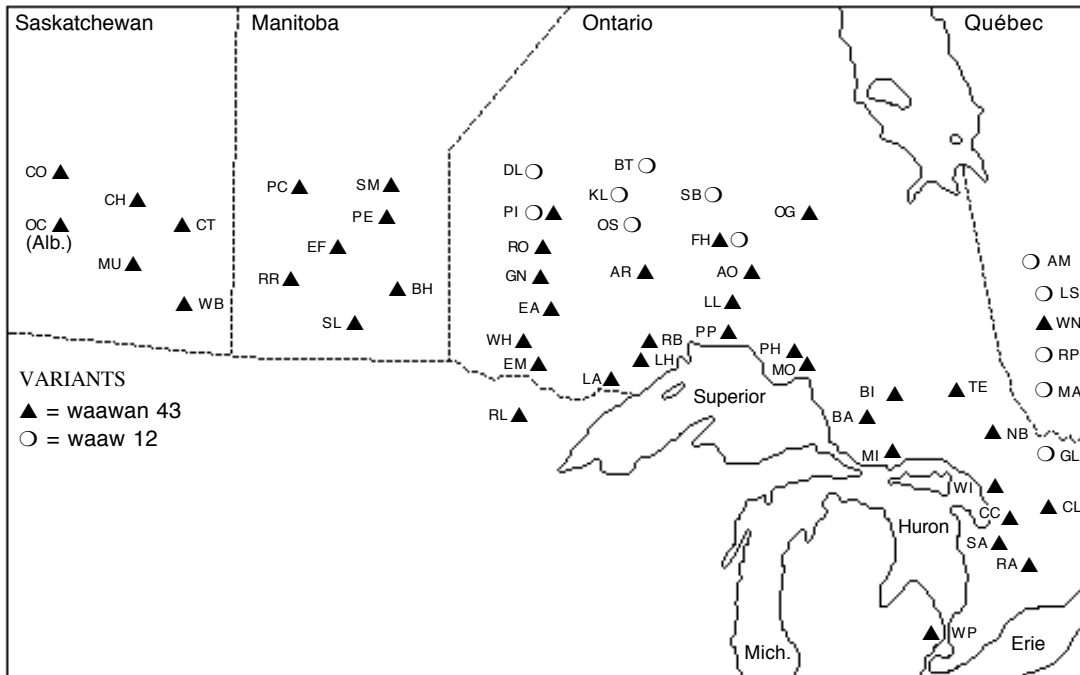 Saskatchewan Manitoba Ontario Québec
CO
PC SM
DL BT
CH
KL SB
PE
PI
OG
OC CT
OS
(Alb.)
EF
RO
FH
MU
GN AR AO
AM
RR BH
LS
WB
EA LL
SL
WN
PP
WH RB
PH RP
LH
EM MO
VARIANTS
LA
▲ = waawan 43
○ = waaw 12
Superior
BI TE MA
RL BA
NB
MI
GL
WI
CC CL
Huron
SA
RA
WP
Mich. Erie